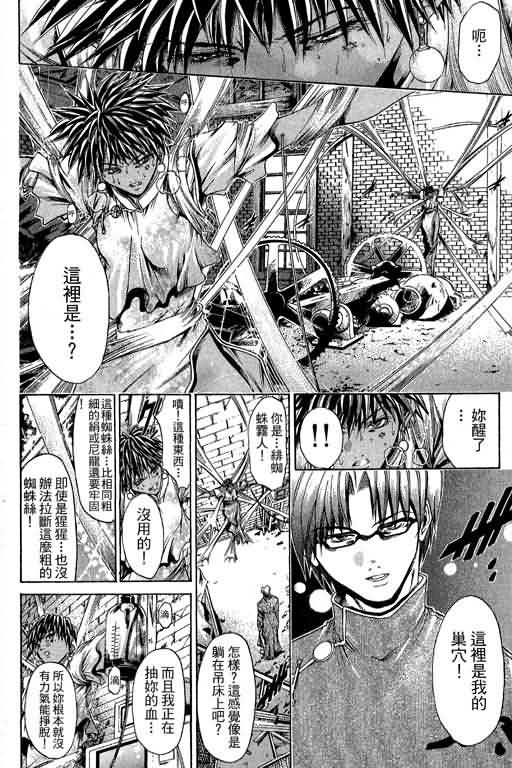 呃
…
這裡是…?
妳醒了
…
!!
這裡是我的
巢穴!
你是…緋蜘
蛛靄人!
怎樣?這感覺像是
躺在吊床上吧?
嘖!這種東西…
沒用的!
這種蜘蛛絲…比相同粗
細的絹或尼龍還要牢固
!
即使是猩猩…也沒
辦法拉斷這麼粗的
蜘蛛絲!
滴
滴
而且我正在
抽妳的血…
所以妳根本就沒
有力氣能掙脫!